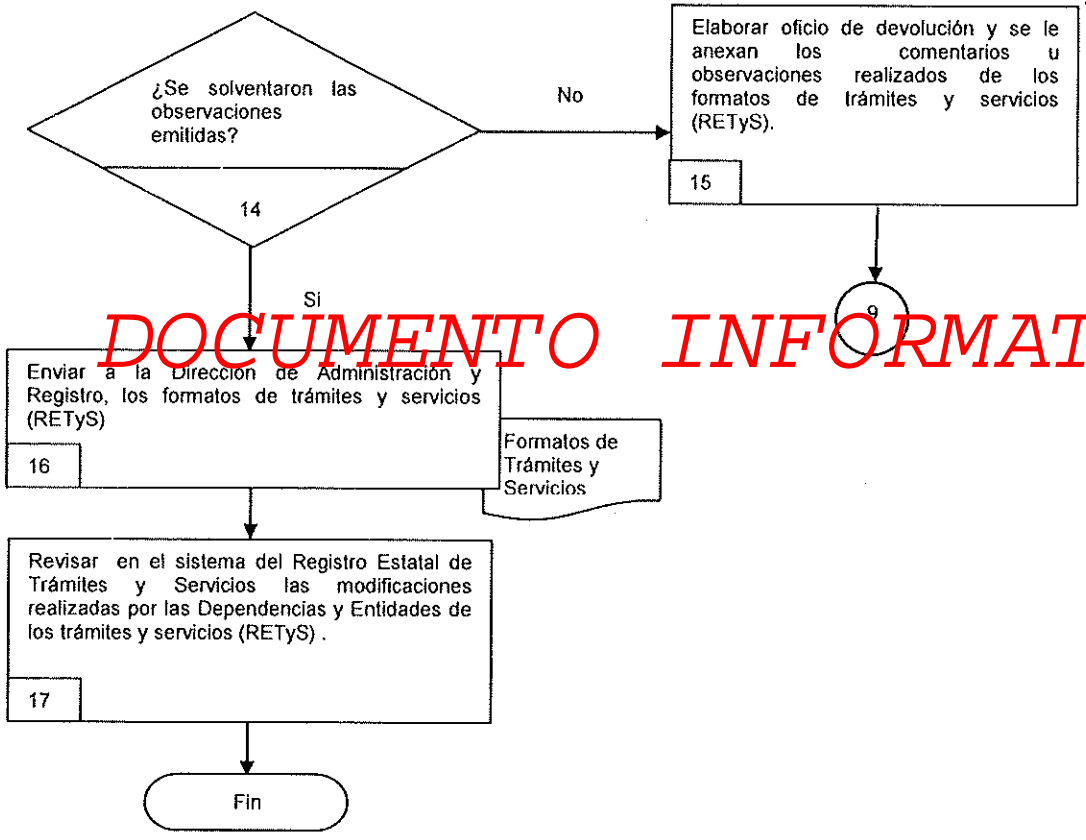 ¿Se solventaron las
observaciones
emitidas?
14
No
Elaborar oficio de devolución y se le
anexan los comentarios u
observaciones realizados de los
formatos de trámites y servicios
(RETyS).
15
9
Si
DOCUMENTO INFORMAT
Enviar a la Dirección de Administración y
Registro, los formatos de trámites y servicios
(RETyS)
16
Formatos de
Trámites y
Servicios
Revisar en el sistema del Registro Estatal de
Trámites y Servicios las modificaciones
realizadas por las Dependencias y Entidades de
los trámites y servicios (RETyS) .
17
Fin